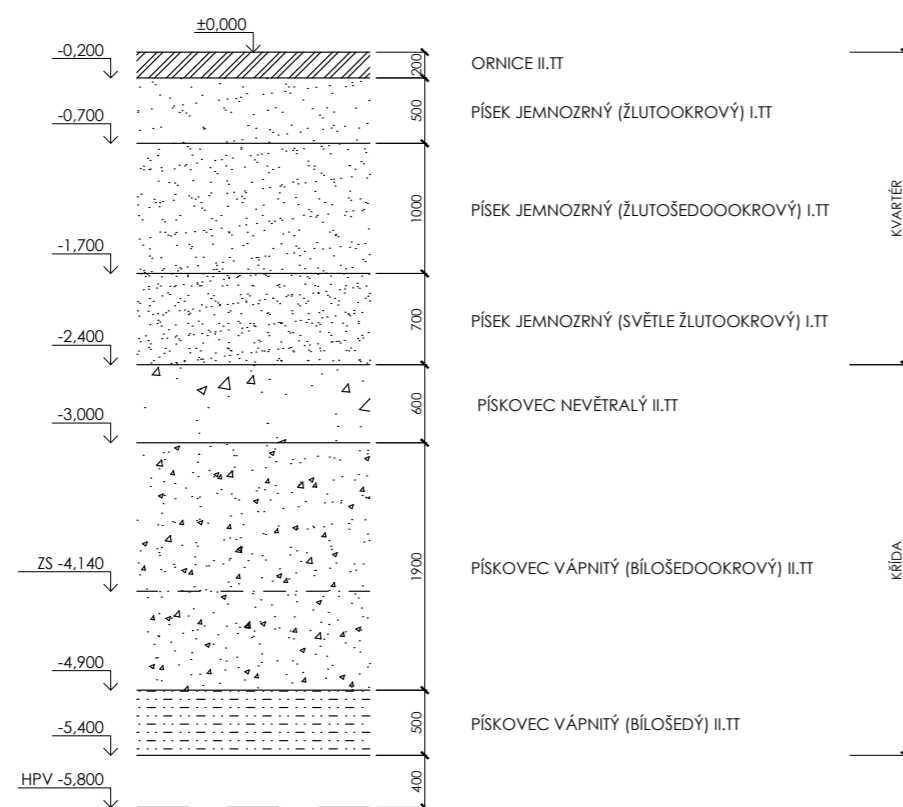 ±0,000
-0,200
200
ORNICE II.TT
-0,700
500
PÍSEK JEMNOZRNÝ (ŽLUTOOKROVÝ) I.TT
1000
PÍSEK JEMNOZRNÝ (ŽLUTOŠEDOOOKROVÝ) I.TT
KVARTÉR
-1,700
700
PÍSEK JEMNOZRNÝ (SVĚTLE ŽLUTOOKROVÝ) I.TT
-2,400
600
PÍSKOVEC NEVĚTRALÝ II.TT
-3,000
ZS -4,140
1900
PÍSKOVEC VÁPNITÝ (BÍLOŠEDOOKROVÝ) II.TT
KŘÍDA
-4,900
500
PÍSKOVEC VÁPNITÝ (BÍLOŠEDÝ) II.TT
-5,400
400
HPV -5,800